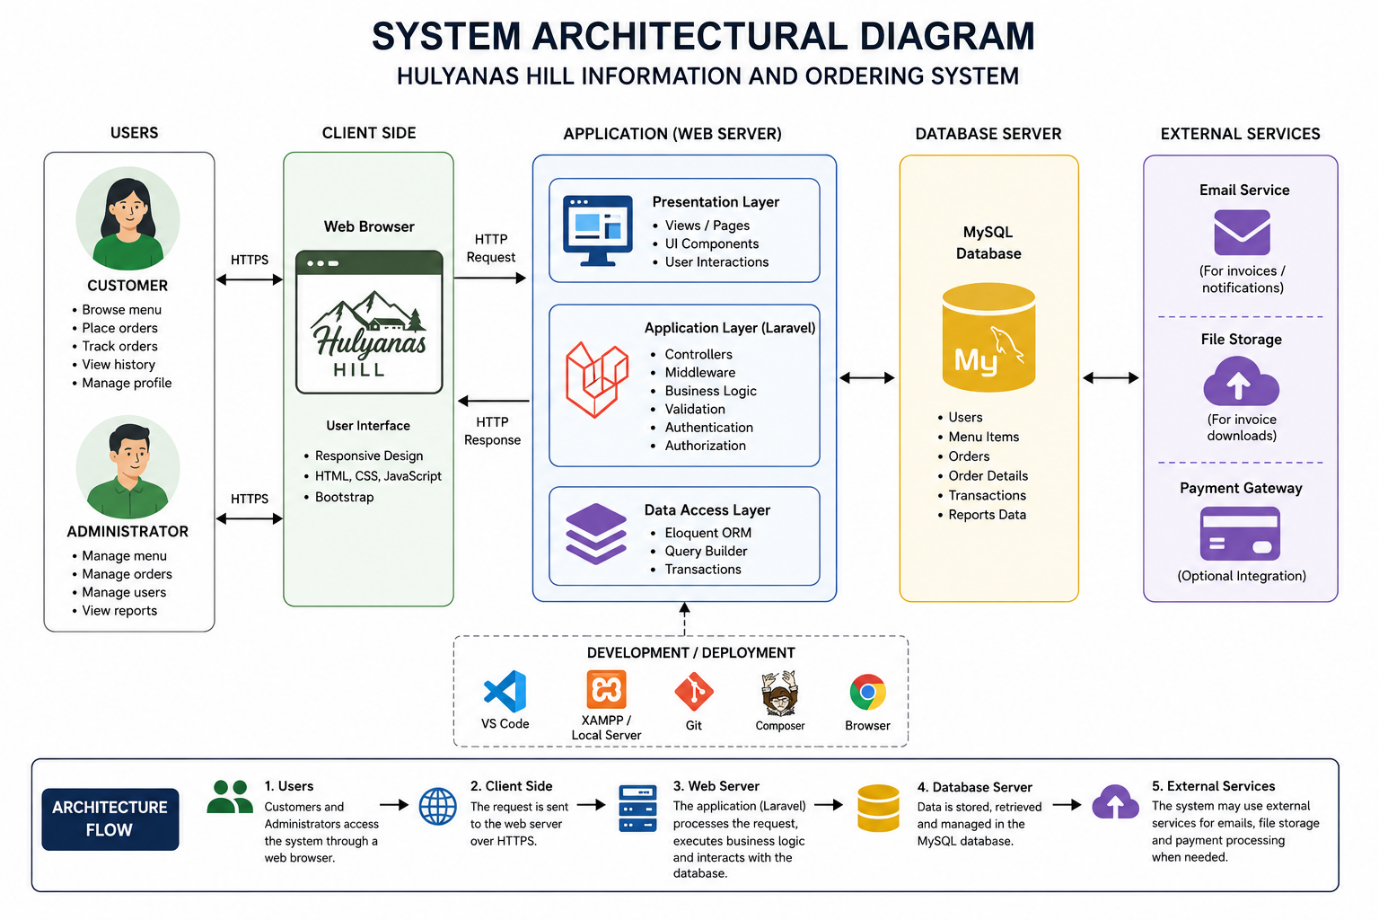 SYSTEM ARCHITECTURAL DIAGRAM
HULYANAS HILL INFORMATION AND ORDERING SYSTEM
USERS
CUSTOMER
• Browse menu
• Place orders
• Track orders
• View history
• Manage profile
ADMINISTRATOR
• Manage menu
• Manage orders
• Manage users
• View reports
HTTPS
HTTPS
CLIENT SIDE
Web Browser
Hulyanas
HILL
User Interface
• Responsive Design
• HTML, CSS, JavaScript
• Bootstrap
HTTP
Request
HTTP
Response
APPLICATION (WEB SERVER)
Presentation Layer
• Views / Pages
• UI Components
• User Interactions
Application Layer (Laravel)
• Controllers
• Middleware
• Business Logic
• Validation
• Authentication
• Authorization
Data Access Layer
• Eloquent ORM
• Query Builder
• Transactions
DATABASE SERVER
MySQL
Database
My
• Users
• Menu Items
• Orders
• Order Details
• Transactions
• Reports Data
EXTERNAL SERVICES
Email Service
(For invoices /
notifications)
File Storage
(For invoice
downloads)
Payment Gateway
(Optional Integration)
DEVELOPMENT / DEPLOYMENT
VS Code
XAMPP /
Local Server
Git
Composer
Browser
ARCHITECTURE
FLOW
1. Users
Customers and
Administrators access
the system through a
web browser.
2. Client Side
The request is sent
to the web server
over HTTPS.
3. Web Server
The application (Laravel)
processes the request,
executes business logic
and interacts with the
database.
4. Database Server
Data is stored, retrieved
and managed in the
MySQL database.
5. External Services
The system may use external
services for emails, file storage
and payment processing
when needed.